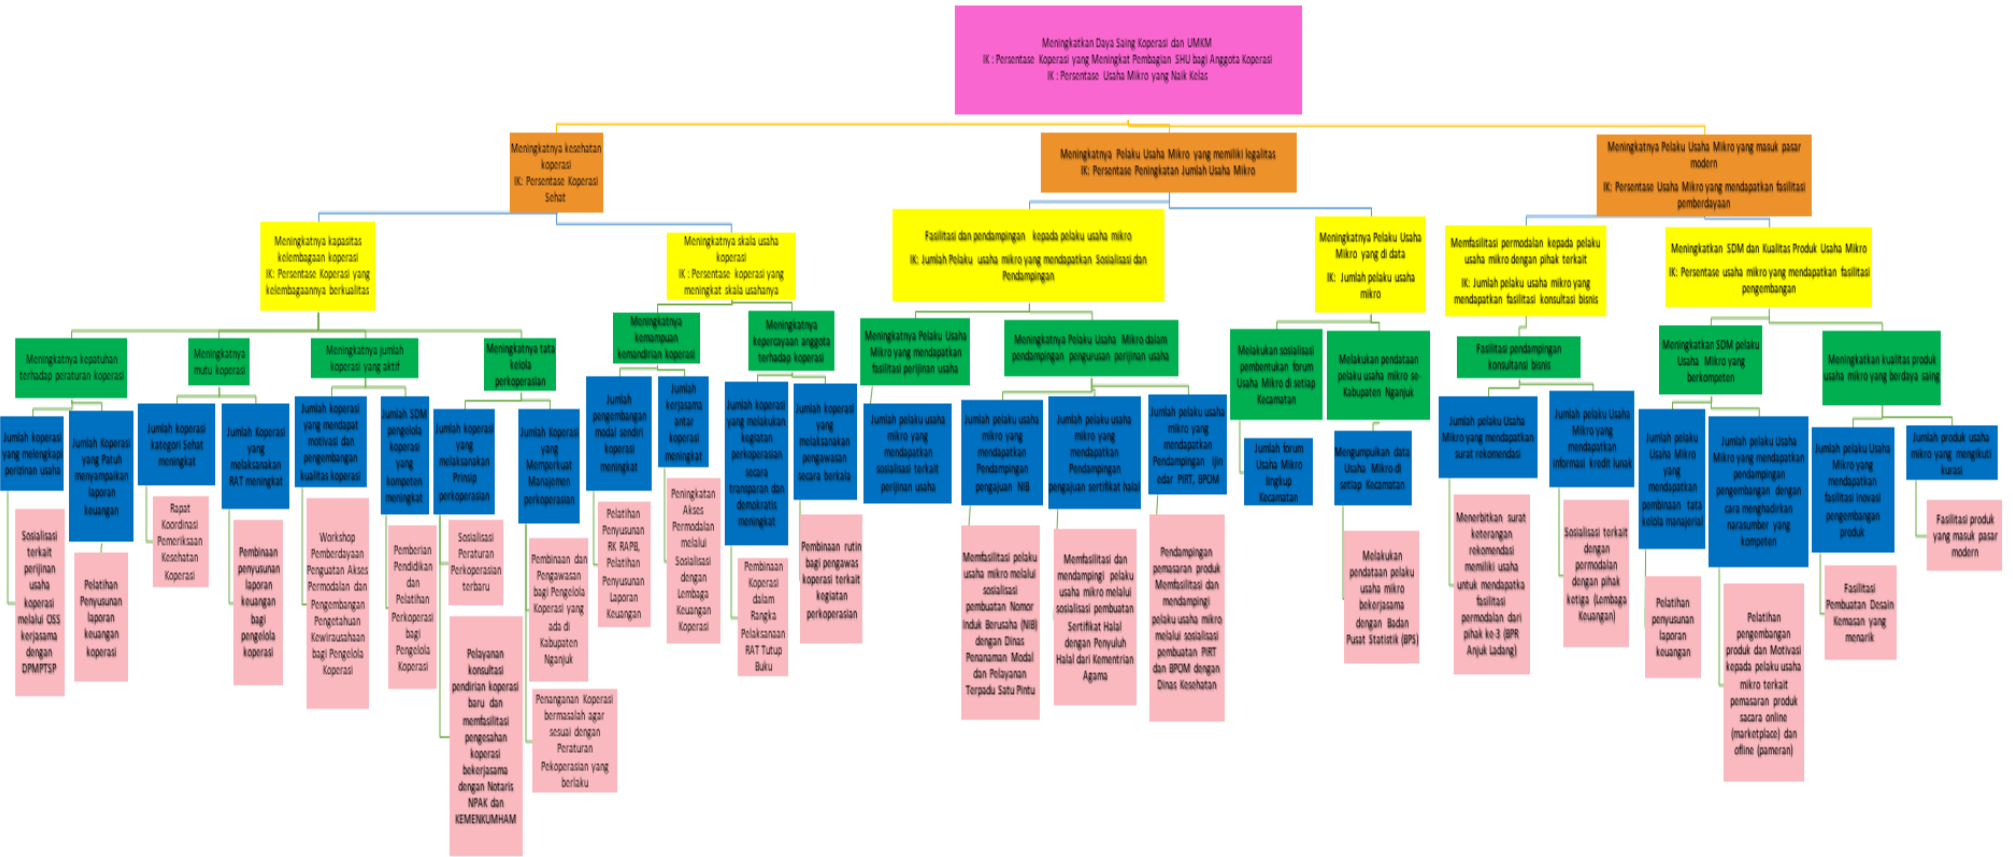 Meningkatkan Daya Saing Koperasi dan UMKM
IK : Persentase Koperasi yang Meningkat Pembagian SHU bagi Anggota Koperasi
IK : Persentase Usaha Mikro yang Naik Kelas
Meningkatnya kesehatan
koperasi
IK: Persentase Koperasi
Sehat
Meningkatnya Pelaku Usaha Mikro yang memiliki legalitas
IK: Persentase Peningkatan Jumlah Usaha Mikro
Meningkatnya Pelaku Usaha Mikro yang masuk pasar
modern
IK: Persentase Usaha Mikro yang mendapatkan fasilitasi
pemberdayaan
Meningkatnya kapasitas
kelembagaan koperasi
IK: Persentase Koperasi yang
kelembagaannya berkualitas
Meningkatnya skala usaha
koperasi
IK : Persentase koperasi yang
meningkat skala usahanya
Fasilitasi dan pendampingan kepada pelaku usaha mikro
IK: Jumlah Pelaku usaha mikro yang mendapatkan Sosialisasi dan
Pendampingan
Meningkatnya Pelaku Usaha
Mikro yang di data
IK: Jumlah pelaku usaha
mikro
Memfasilitasi permodalan kepada pelaku
usaha mikro dengan pihak terkait
IK: Jumlah pelaku usaha mikro yang
mendapatkan fasilitasi konsultasi bisnis
Meningkatkan SDM dan Kualitas Produk Usaha Mikro
IK: Persentase usaha mikro yang mendapatkan fasilitasi
pengembangan
Meningkatnya kepatuhan
terhadap peraturan koperasi
Meningkatnya
mutu koperasi
Meningkatnya jumlah
koperasi yang aktif
Meningkatnya tata
kelola
perkoperasian
Meningkatnya
kemampuan
kemandirian koperasi
Meningkatnya
kepercayaan anggota
terhadap koperasi
Meningkatnya Pelaku Usaha
Mikro yang mendapatkan
fasilitasi perijinan usaha
Meningkatnya Pelaku Usaha Mikro dalam
pendampingan pengurusan perijinan usaha
Melakukan sosialisasi
pembentukan forum
Usaha Mikro di setiap
Kecamatan
Melakukan pendataan
pelaku usaha mikro se-
Kabupaten Nganjuk
Fasilitasi pendampingan
konsultansi bisnis
Meningkatkan SDM pelaku
Usaha Mikro yang
berkompeten
Meningkatkan kualitas produk
usaha mikro yang berdaya saing
Jumlah koperasi
yang melengkapi
perizinan usaha
Jumlah Koperasi
yang Patuh
menyampaikan
laporan
keuangan
Jumlah koperasi
kategori Sehat
meningkat
Jumlah Koperasi
yang
melaksanakan
RAT meningkat
Jumlah koperasi
yang mendapat
motivasi dan
pengembangan
kualitas koperasi
Jumlah SDM
pengelola
koperasi
yang
kompeten
meningkat
Jumlah koperasi
yang
melaksanakan
Prinsip
perkoperasian
Jumlah Koperasi
yang
Memperkuat
Manajemen
perkoperasian
Jumlah
pengembangan
modal sendiri
koperasi
meningkat
Jumlah
kerjasama
antar
koperasi
meningkat
Jumlah koperasi
yang melakukan
kegiatan
perkoperasian
secara
transparan dan
demokratis
meningkat
Jumlah koperasi
yang
melaksanakan
pengawasan
secara berkala
Jumlah pelaku usaha
mikro yang
mendapatkan
sosialisasi terkait
perijinan usaha
Jumlah pelaku usaha
mikro yang
mendapatkan
Pendampingan
pengajuan NIB
Jumlah pelaku usaha
mikro yang
mendapatkan
Pendampingan
pengajuan sertifikat halal
Jumlah pelaku usaha
mikro yang
mendapatkan
Pendampingan ijin
edar PIRT, BPOM
Jumlah forum
Usaha Mikro
lingkup
Kecamatan
Mengumpulkan data
Usaha Mikro di
setiap Kecamatan
Jumlah pelaku Usaha
Mikro yang mendapatkan
surat rekomendasi
Jumlah pelaku Usaha
Mikro yang
mendapatkan
informasi kredit lunak
Jumlah pelaku
Usaha Mikro
yang
mendapatkan
pembinaan tata
kelola manajerial
Jumlah pelaku Usaha
Mikro yang mendapatkan
pendampingan
pengembangan dengan
cara menghadirkan
narasumber yang
kompeten
Jumlah pelaku Usaha
Mikro yang
mendapatkan
fasilitasi inovasi
pengembangan
produk
Jumlah produk usaha
mikro yang mengikuti
kurasi
Sosialisasi
terkait
perijinan
usaha
koperasi
melalui OSS
kerjasama
dengan
DPMPTSP
Pelatihan
Penyusunan
laporan
keuangan
koperasi
Rapat
Koordinasi
Pemeriksaan
Kesehatan
Koperasi
Pembinaan
penyusunan
laporan
keuangan
bagi
pengelola
koperasi
Workshop
Pemberdayaan
Penguatan Akses
Permodalan dan
Pengembangan
Pengetahuan
Kewirausahaan
bagi Pengelola
Koperasi
Pemberian
Pendidikan
dan
Pelatihan
Perkoperasi
bagi
Pengelola
Koperasi
Sosialisasi
Peraturan
Perkoperasian
terbaru
Pelayanan
konsultasi
pendirian koperasi
baru dan
memfasilitasi
pengesahan
koperasi
bekerjasama
dengan Notaris
NPAK dan
KEMENKUMHAM
Pembinaan dan
Pengawasan
bagi Pengelola
Koperasi yang
ada di
Kabupaten
Nganjuk
Penanganan Koperasi
bermasalah agar
sesuai dengan
Peraturan
Pekoperasian yang
berlaku
Pelatihan
Penyusunan
RK RAPB,
Pelatihan
Penyusunan
Laporan
Keuangan
Peningkatan
Akses
Permodalan
melalui
Sosialisasi
dengan
Lembaga
Keuangan
Koperasi
Pembinaan
Koperasi
dalam
Rangka
Pelaksanaan
RAT Tutup
Buku
Pembinaan rutin
bagi pengawas
koperasi terkait
kegiatan
perkoperasian
Memfasilitasi pelaku
usaha mikro melalui
sosialisasi
pembuatan Nomor
Induk Berusaha (NIB)
dengan Dinas
Penanaman Modal
dan Pelayanan
Terpadu Satu Pintu
Memfasilitasi dan
mendampingi pelaku
usaha mikro melalui
sosialisasi pembuatan
Sertifikat Halal
dengan Penyuluh
Halal dari Kementrian
Agama
Pendampingan
pemasaran produk
Memfasilitasi dan
mendampingi
pelaku usaha mikro
melalui sosialisasi
pembuatan PIRT
dan BPOM dengan
Dinas Kesehatan
Melakukan
pendataan pelaku
usaha mikro
bekerjasama
dengan Badan
Pusat Statistik (BPS)
Menerbitkan surat
keterangan
rekomendasi
memiliki usaha
untuk mendapatka
fasilitasi
permodalan dari
pihak ke-3 (BPR
Anjuk Ladang)
Sosialisasi terkait
dengan
permodalan
dengan pihak
ketiga (Lembaga
Keuangan)
Pelatihan
penyusunan
laporan
keuangan
Pelatihan
pengembangan
produk dan Motivasi
kepada pelaku usaha
mikro terkait
pemasaran produk
sacara online
(marketplace) dan
ofline (pameran)
Fasilitasi
Pembuatan Desain
Kemasan yang
menarik
Fasilitasi produk
yang masuk pasar
modern